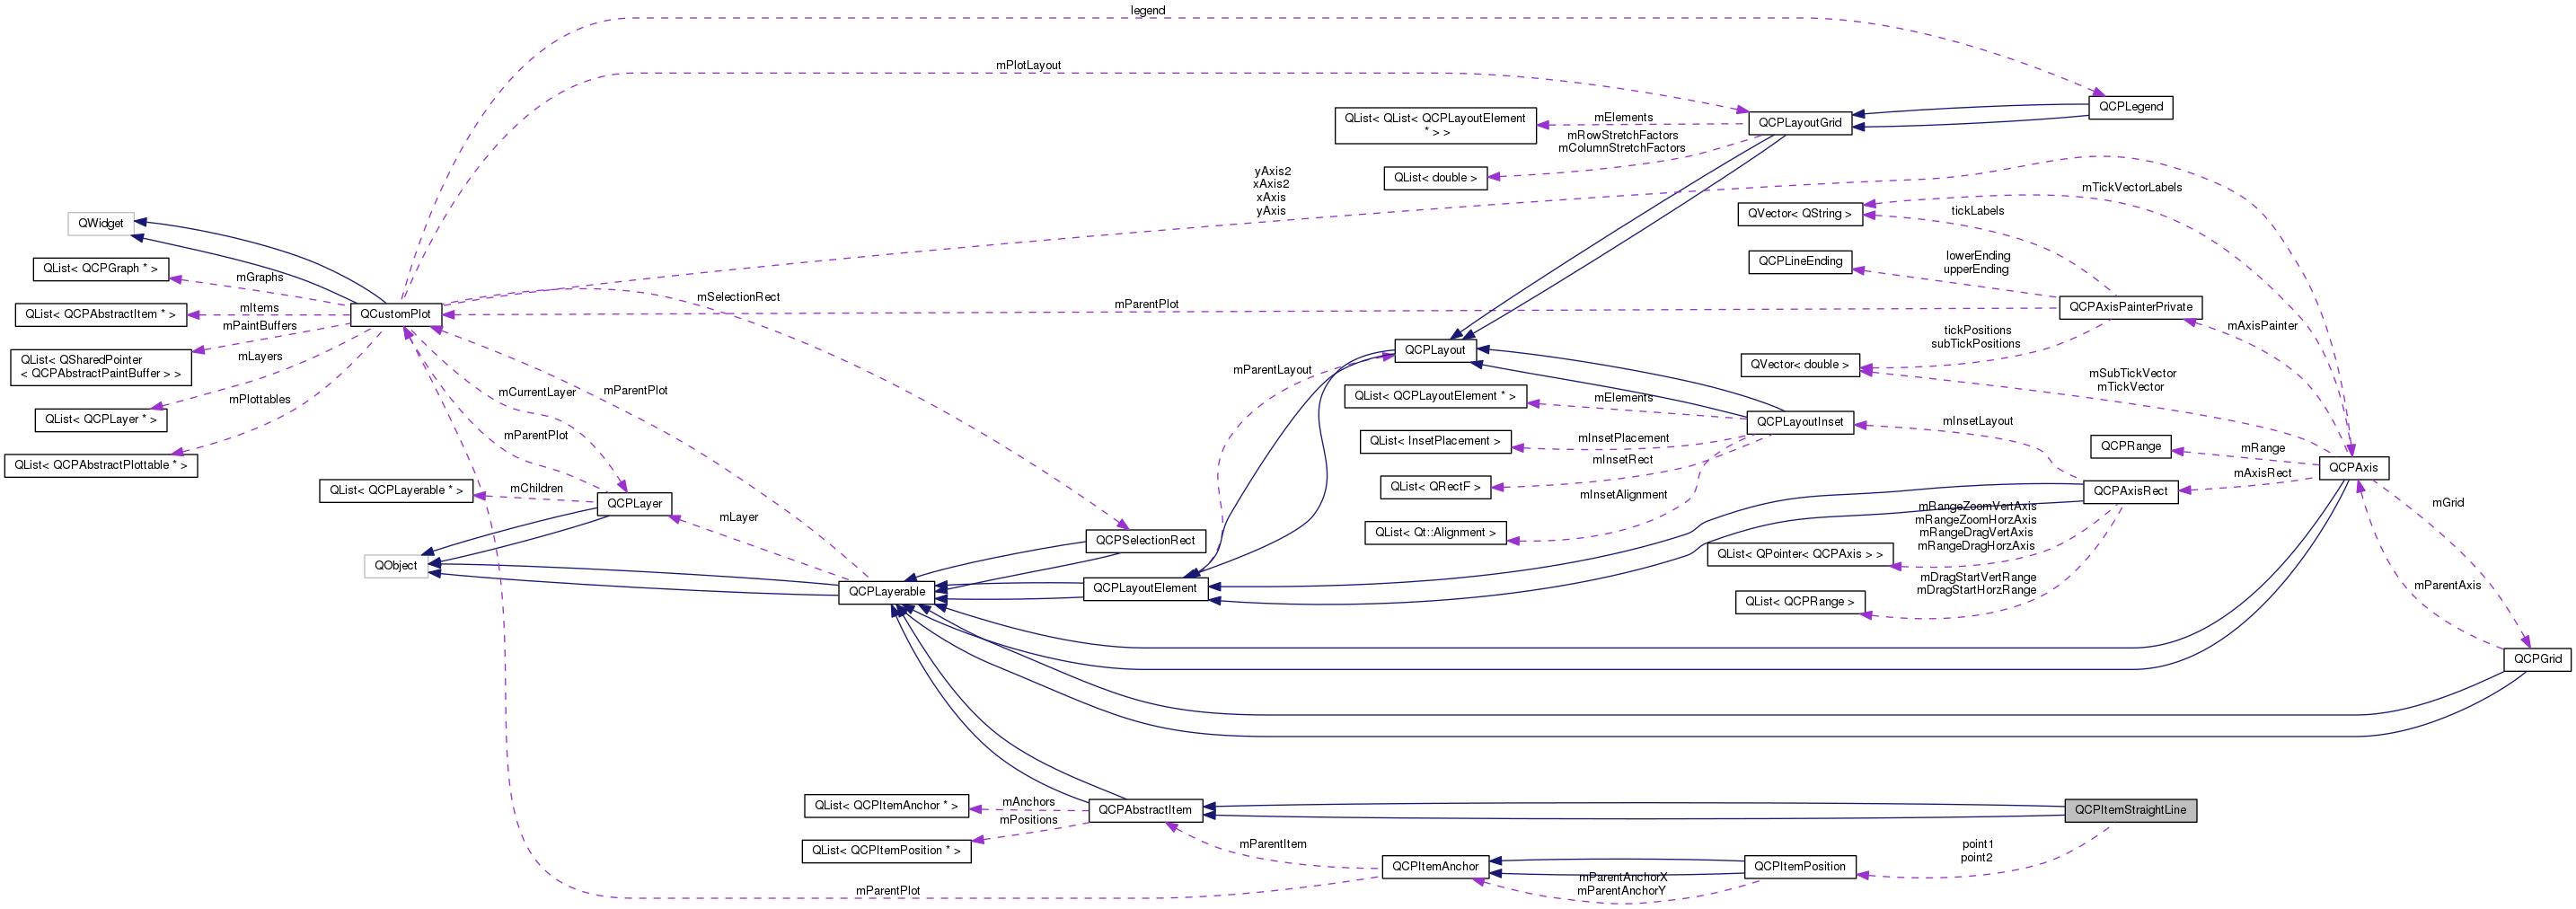 legend
mPlotLayout
QCPLegend
QList< QList< QCPLayoutElement
* > >
mElements
QCPLayoutGrid
mRowStretchFactors
mColumnStretchFactors
QList< double >
yAxis2
xAxis2
xAxis
yAxis
mTickVectorLabels
QVector< QString >
tickLabels
QWidget
QList< QCPGraph * >
mGraphs
QCPLineEnding
lowerEnding
upperEnding
mSelectionRect
mParentPlot
QCPAxisPainterPrivate
QList< QCPAbstractItem * >
mItems
QCustomPlot
mPaintBuffers
mAxisPainter
QList< QSharedPointer
< QCPAbstractPaintBuffer > >
mLayers
tickPositions
subTickPositions
QCPLayout
QVector< double >
mParentLayout
mSubTickVector
mTickVector
mCurrentLayer
mParentPlot
mPlottables
QList< QCPLayer * >
QList< QCPLayoutElement * >
mElements
QCPLayoutInset
mInsetLayout
mParentPlot
QList< InsetPlacement >
mInsetPlacement
QCPRange
mRange
QList< QCPAbstractPlottable * >
mInsetRect
QCPAxis
mAxisRect
QList< QCPLayerable * >
mChildren
QCPLayer
QList< QRectF >
mInsetAlignment
QCPAxisRect
mGrid
mLayer
mRangeZoomVertAxis
mRangeZoomHorzAxis
mRangeDragVertAxis
mRangeDragHorzAxis
QList< Qt::Alignment >
QCPSelectionRect
QList< QPointer< QCPAxis > >
QObject
QCPLayerable
QCPLayoutElement
mDragStartVertRange
mDragStartHorzRange
QList< QCPRange >
mParentAxis
QCPGrid
QList< QCPItemAnchor * >
mAnchors
mPositions
QCPAbstractItem
QCPItemStraightLine
QList< QCPItemPosition * >
mParentItem
point1
point2
QCPItemAnchor
QCPItemPosition
mParentAnchorX
mParentAnchorY
mParentPlot